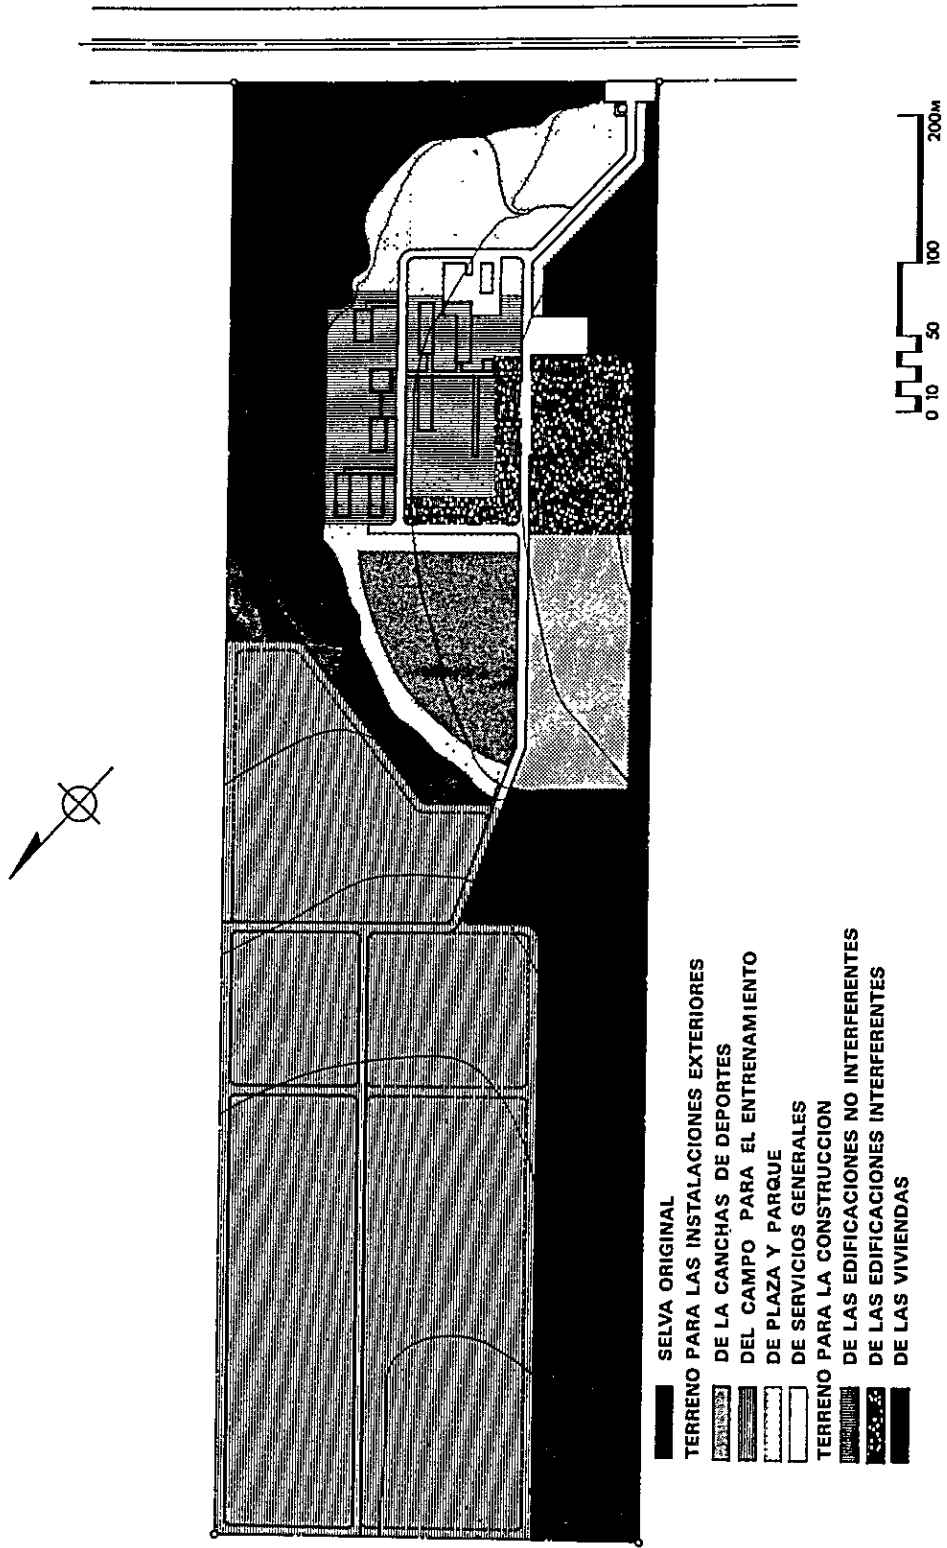 SELVA ORIGINAL
TERRENO PARA LAS INSTALACIONES EXTERIORES
DE LA CANCHAS DE DEPORTES
DEL CAMPO PARA EL ENTRENAMIENTO
DE PLAZA Y PARQUE
DE SERVICIOS GENERALES
TERRENO PARA LA CONSTRUCCION
DE LAS EDIFICACIONES NO INTERFERENTES
DE LAS EDIFICACIONES INTERFERENTES
DE LAS VIVIENDAS
0 10 50 100 200M